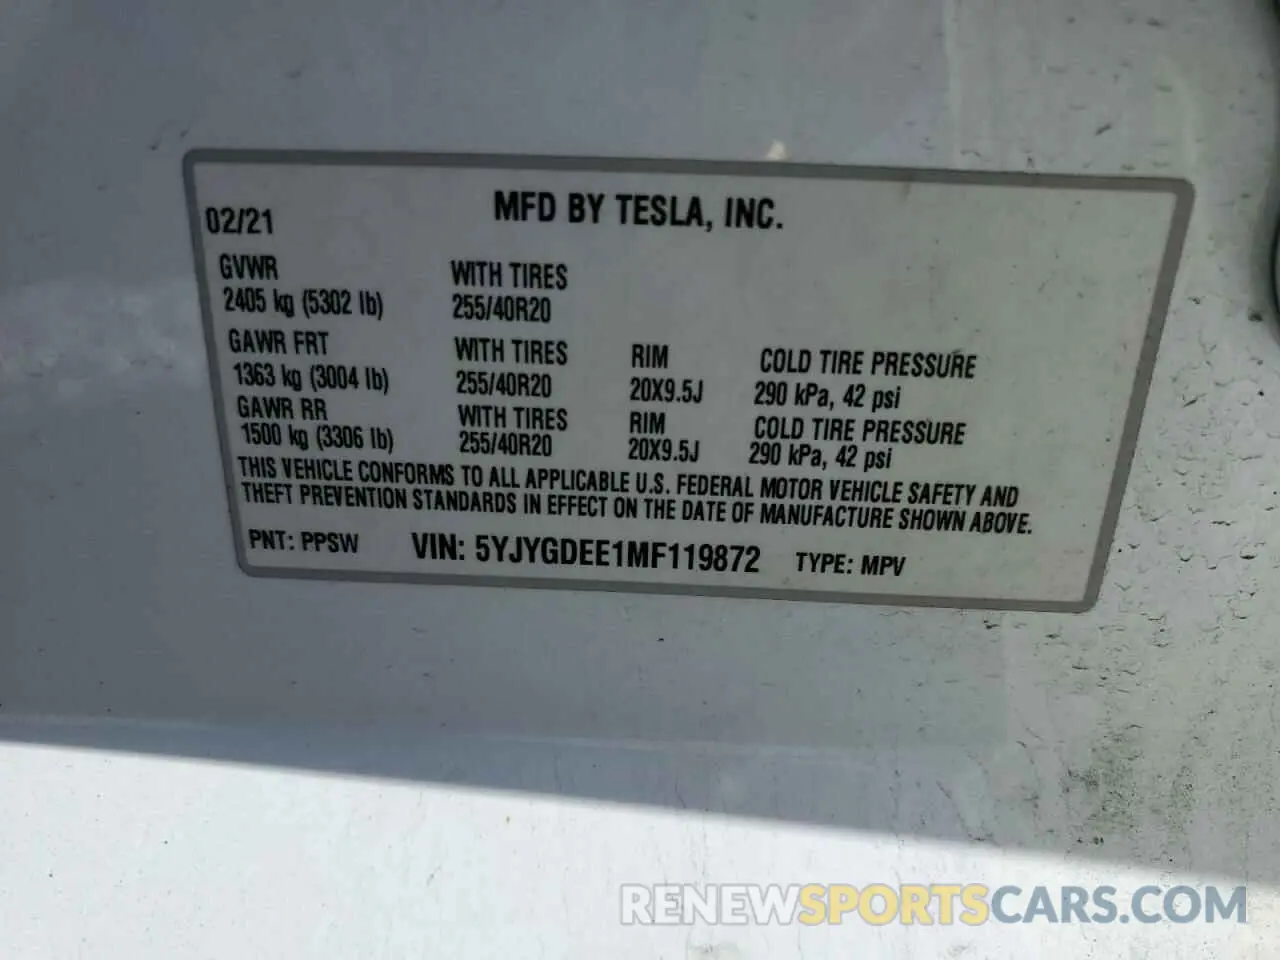 MFD BY TESLA, INC.
02/21
GVWR WITH TIRES
2405 kg (5302 lb) 255/40R20
GAWR FRT WITH TIRES RIM COLD TIRE PRESSURE
1363 kg (3004 lb) 255/40R20 20X9.5J 290 kPa, 42 psi
GAWR RR WITH TIRES RIM COLD TIRE PRESSURE
1500 kg (3306 lb) 255/40R20 20X9.5J 290 kPa, 42 psi
THIS VEHICLE CONFORMS TO ALL APPLICABLE U.S. FEDERAL MOTOR VEHICLE SAFETY AND
THEFT PREVENTION STANDARDS IN EFFECT ON THE DATE OF MANUFACTURE SHOWN ABOVE.
PNT: PPSW VIN: 5YJYGDEE1MF119872 TYPE: MPV
RENEWSPORTSCARS.COM